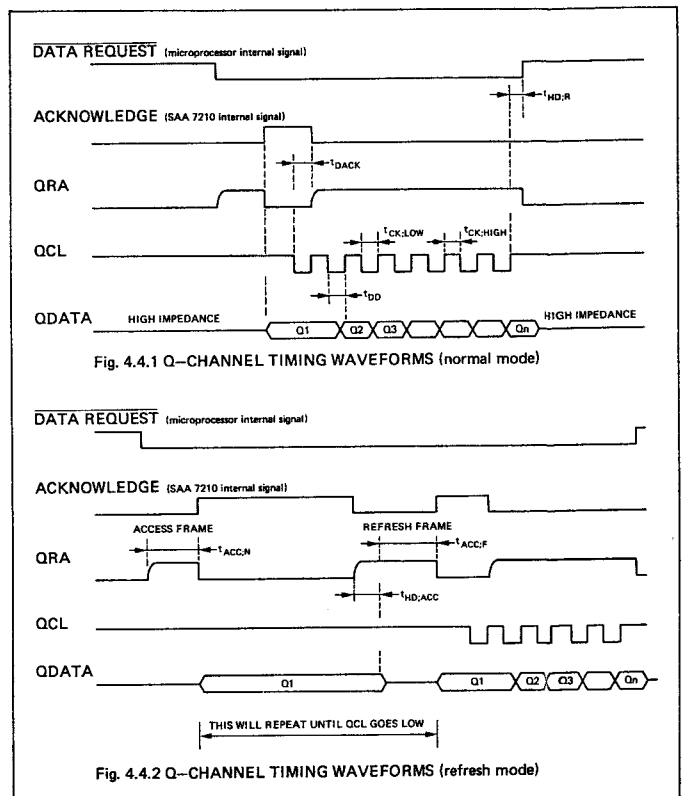 DATA REQUEST (microprocessor internal signal)
tHD;R
ACKNOWLEDGE (SAA 7210 internal signal)
tDACK
QRA
tCK;LOW tCK;HIGH
QCL
tDD
QDATA HIGH IMPEDANCE Q1 Q2 Q3 Qn HIGH IMPEDANCE
Fig. 4.4.1 Q–CHANNEL TIMING WAVEFORMS (normal mode)
DATA REQUEST (microprocessor internal signal)
ACKNOWLEDGE (SAA 7210 internal signal)
ACCESS FRAME REFRESH FRAME
tACC;N tACC;F
QRA
tHD;ACC
QCL
QDATA
Q1 Q1 Q2 Q3 Qn
THIS WILL REPEAT UNTIL QCL GOES LOW
Fig. 4.4.2 Q–CHANNEL TIMING WAVEFORMS (refresh mode)